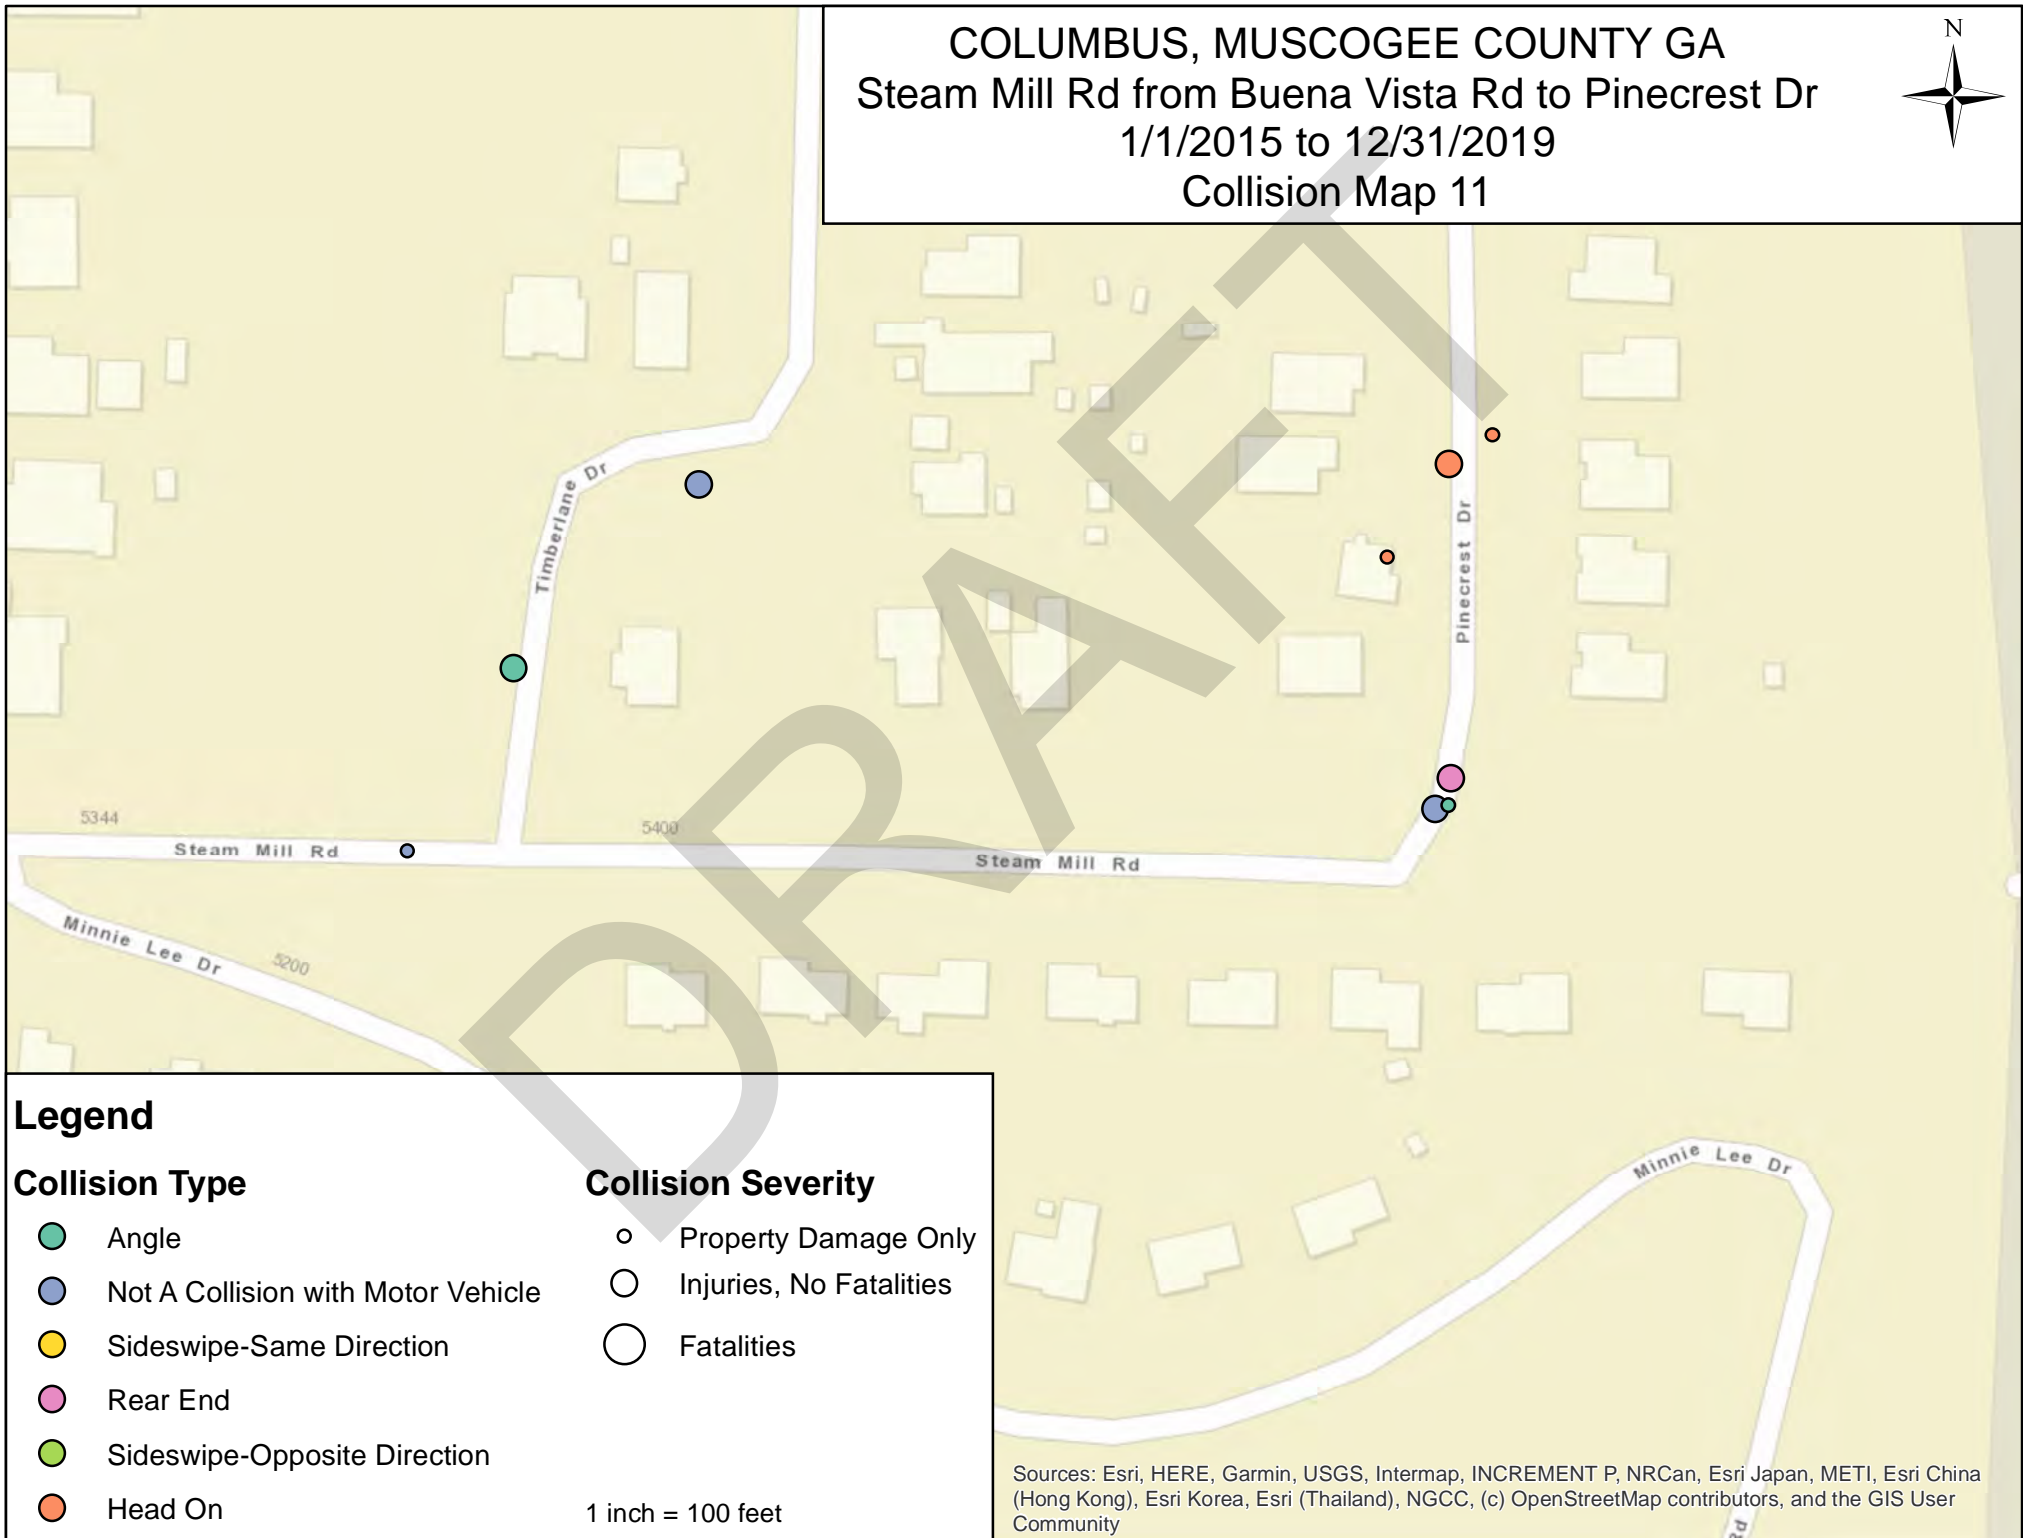 COLUMBUS, MUSCOGEE COUNTY GA
Steam Mill Rd from Buena Vista Rd to Pinecrest Dr
1/1/2015 to 12/31/2019
Collision Map 11
N
DRAFT
Timberlane Dr
Pinecrest Dr
5344
5400
Steam Mill Rd
Steam Mill Rd
Minnie Lee Dr
5200
Minnie Lee Dr
Rd
Legend
Collision Type
Angle
Not A Collision with Motor Vehicle
Sideswipe-Same Direction
Rear End
Sideswipe-Opposite Direction
Head On
Collision Severity
Property Damage Only
Injuries, No Fatalities
Fatalities
1 inch = 100 feet
Sources: Esri, HERE, Garmin, USGS, Intermap, INCREMENT P, NRCan, Esri Japan, METI, Esri China
(Hong Kong), Esri Korea, Esri (Thailand), NGCC, (c) OpenStreetMap contributors, and the GIS User
Community